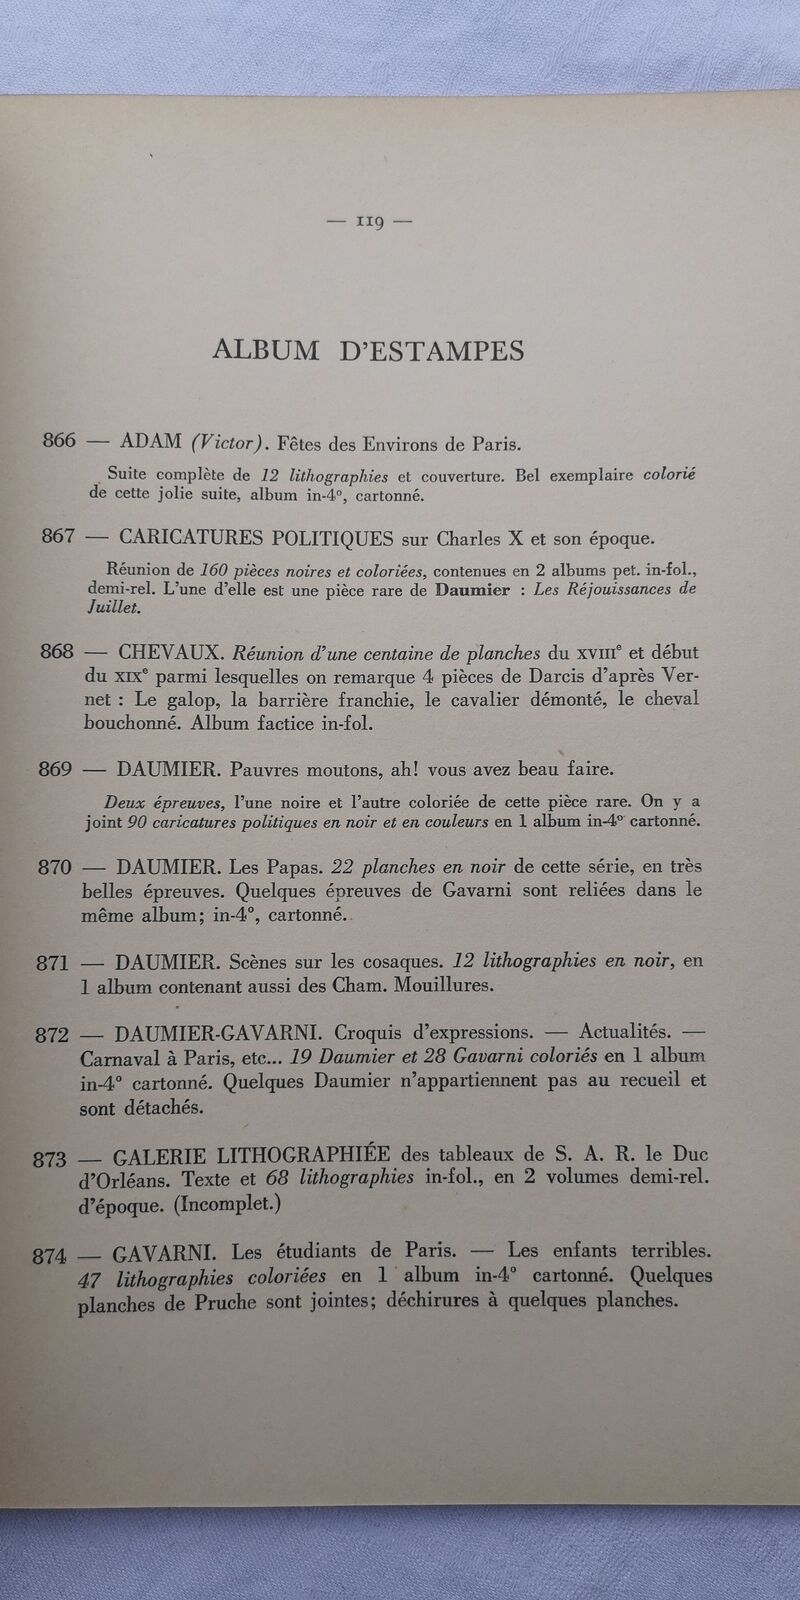 — 119 —
ALBUM D'ESTAMPES
866 — ADAM (Victor). Fêtes des Environs de Paris.
Suite complète de 12 lithographies et couverture. Bel exemplaire colorié
de cette jolie suite, album in-4°, cartonné.
867 — CARICATURES POLITIQUES sur Charles X et son époque.
Réunion de 160 pièces noires et coloriées, contenues en 2 albums pet. in-fol.,
demi-rel. L'une d'elle est une pièce rare de Daumier : Les Réjouissances de
Juillet.
868 — CHEVAUX. Réunion d'une centaine de planches du XVIIIe et début
du XIXe parmi lesquelles on remarque 4 pièces de Darcis d'après Ver-
net : Le galop, la barrière franchie, le cavalier démonté, le cheval
bouchonné. Album factice in-fol.
869 — DAUMIER. Pauvres moutons, ah! vous avez beau faire.
Deux épreuves, l'une noire et l'autre coloriée de cette pièce rare. On y a
joint 90 caricatures politiques en noir et en couleurs en 1 album in-4° cartonné.
870 — DAUMIER. Les Papas. 22 planches en noir de cette série, en très
belles épreuves. Quelques épreuves de Gavarni sont reliées dans le
même album; in-4°, cartonné.
871 — DAUMIER. Scènes sur les cosaques. 12 lithographies en noir, en
1 album contenant aussi des Cham. Mouillures.
872 — DAUMIER-GAVARNI. Croquis d'expressions. — Actualités. —
Carnaval à Paris, etc... 19 Daumier et 28 Gavarni coloriés en 1 album
in-4° cartonné. Quelques Daumier n'appartiennent pas au recueil et
sont détachés.
873 — GALERIE LITHOGRAPHIÉE des tableaux de S. A. R. le Duc
d'Orléans. Texte et 68 lithographies in-fol., en 2 volumes demi-rel.
d'époque. (Incomplet.)
874 — GAVARNI. Les étudiants de Paris. — Les enfants terribles.
47 lithographies coloriées en 1 album in-4° cartonné. Quelques
planches de Pruche sont jointes; déchirures à quelques planches.